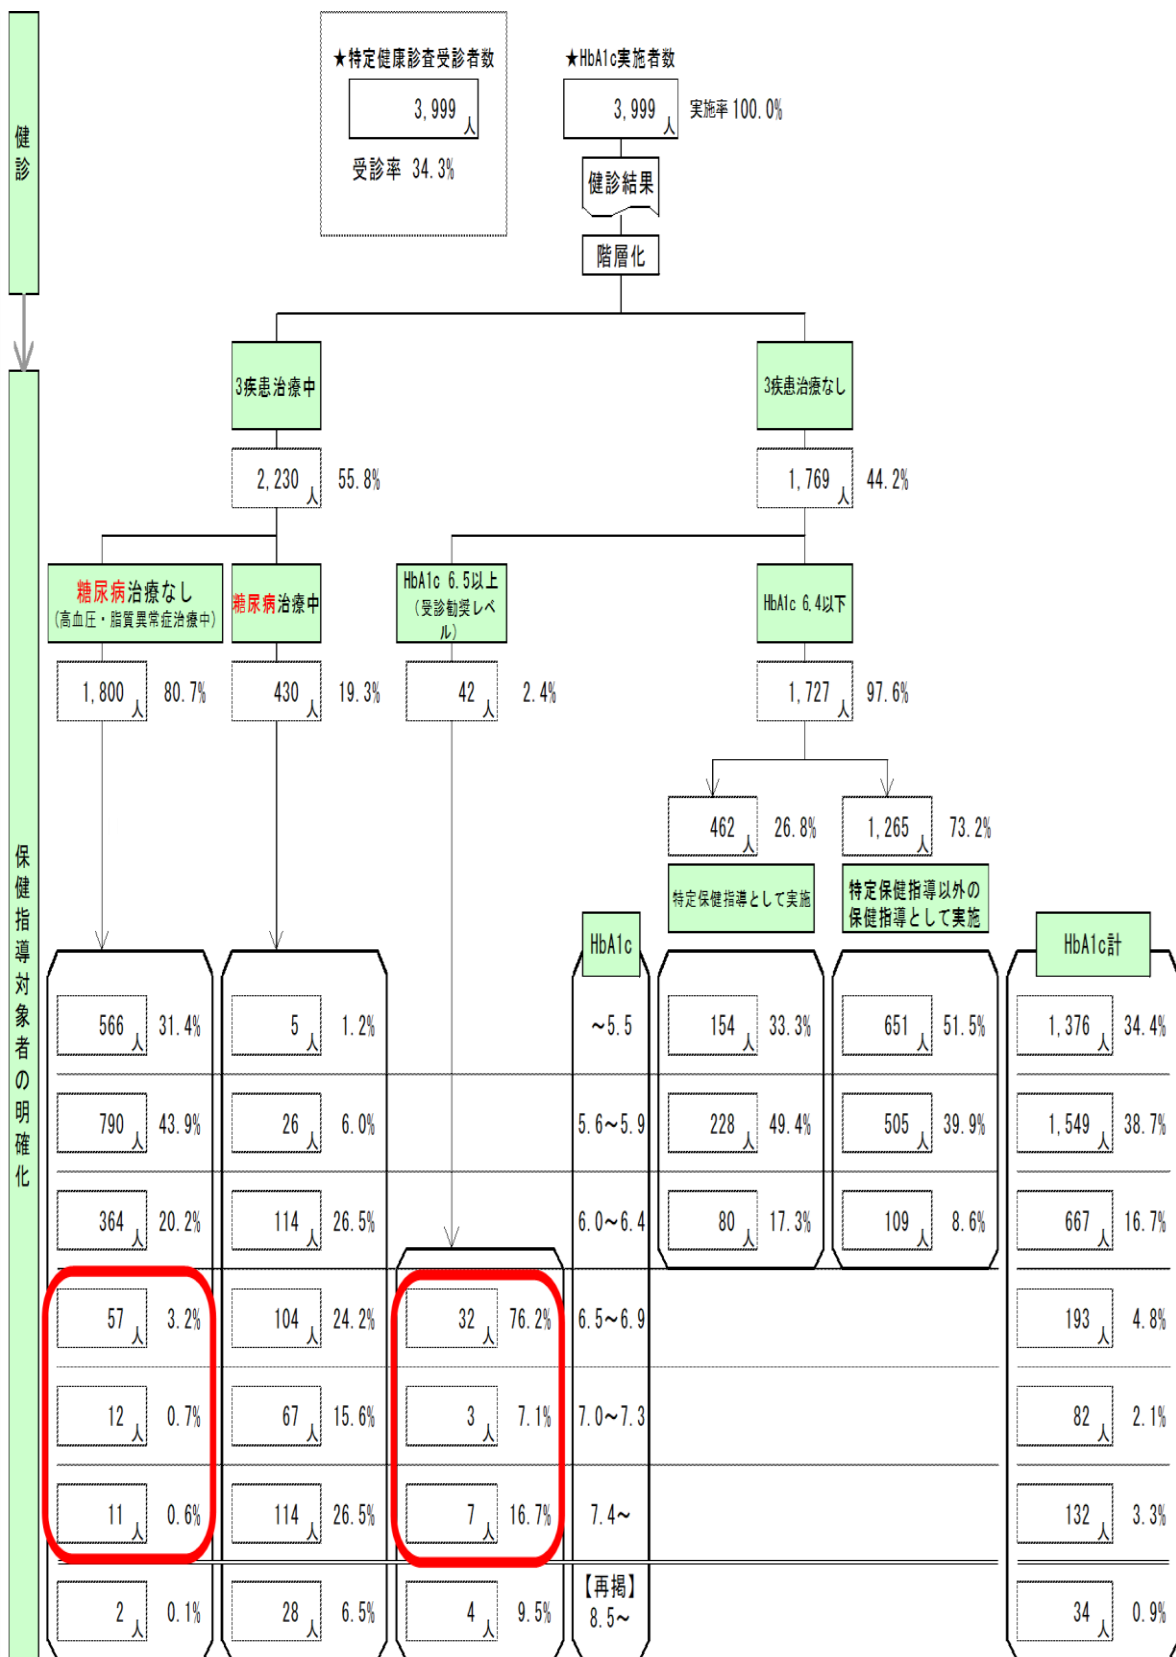 健診
★特定健康診査受診者数
3,999人
受診率 34.3%
★HbA1c実施者数
3,999人 実施率 100.0%
健診結果
階層化
保健指導対象者の明確化
3疾患治療中
2,230人 55.8%
3疾患治療なし
1,769人 44.2%
糖尿病治療なし
(高血圧・脂質異常症治療中)
1,800人 80.7%
糖尿病治療中
430人 19.3%
HbA1c 6.5以上
(受診勧奨レベ
ル)
42人 2.4%
HbA1c 6.4以下
1,727人 97.6%
462人 26.8%
特定保健指導として実施
1,265人 73.2%
特定保健指導以外の
保健指導として実施
HbA1c
HbA1c計
566人 31.4% 5人 1.2% ～5.5 154人 33.3% 651人 51.5% 1,376人 34.4%
790人 43.9% 26人 6.0% 5.6～5.9 228人 49.4% 505人 39.9% 1,549人 38.7%
364人 20.2% 114人 26.5% 6.0～6.4 80人 17.3% 109人 8.6% 667人 16.7%
57人 3.2% 104人 24.2% 32人 76.2% 6.5～6.9 193人 4.8%
12人 0.7% 67人 15.6% 3人 7.1% 7.0～7.3 82人 2.1%
11人 0.6% 114人 26.5% 7人 16.7% 7.4～ 132人 3.3%
2人 0.1% 28人 6.5% 4人 9.5% 【再掲】
8.5～ 34人 0.9%